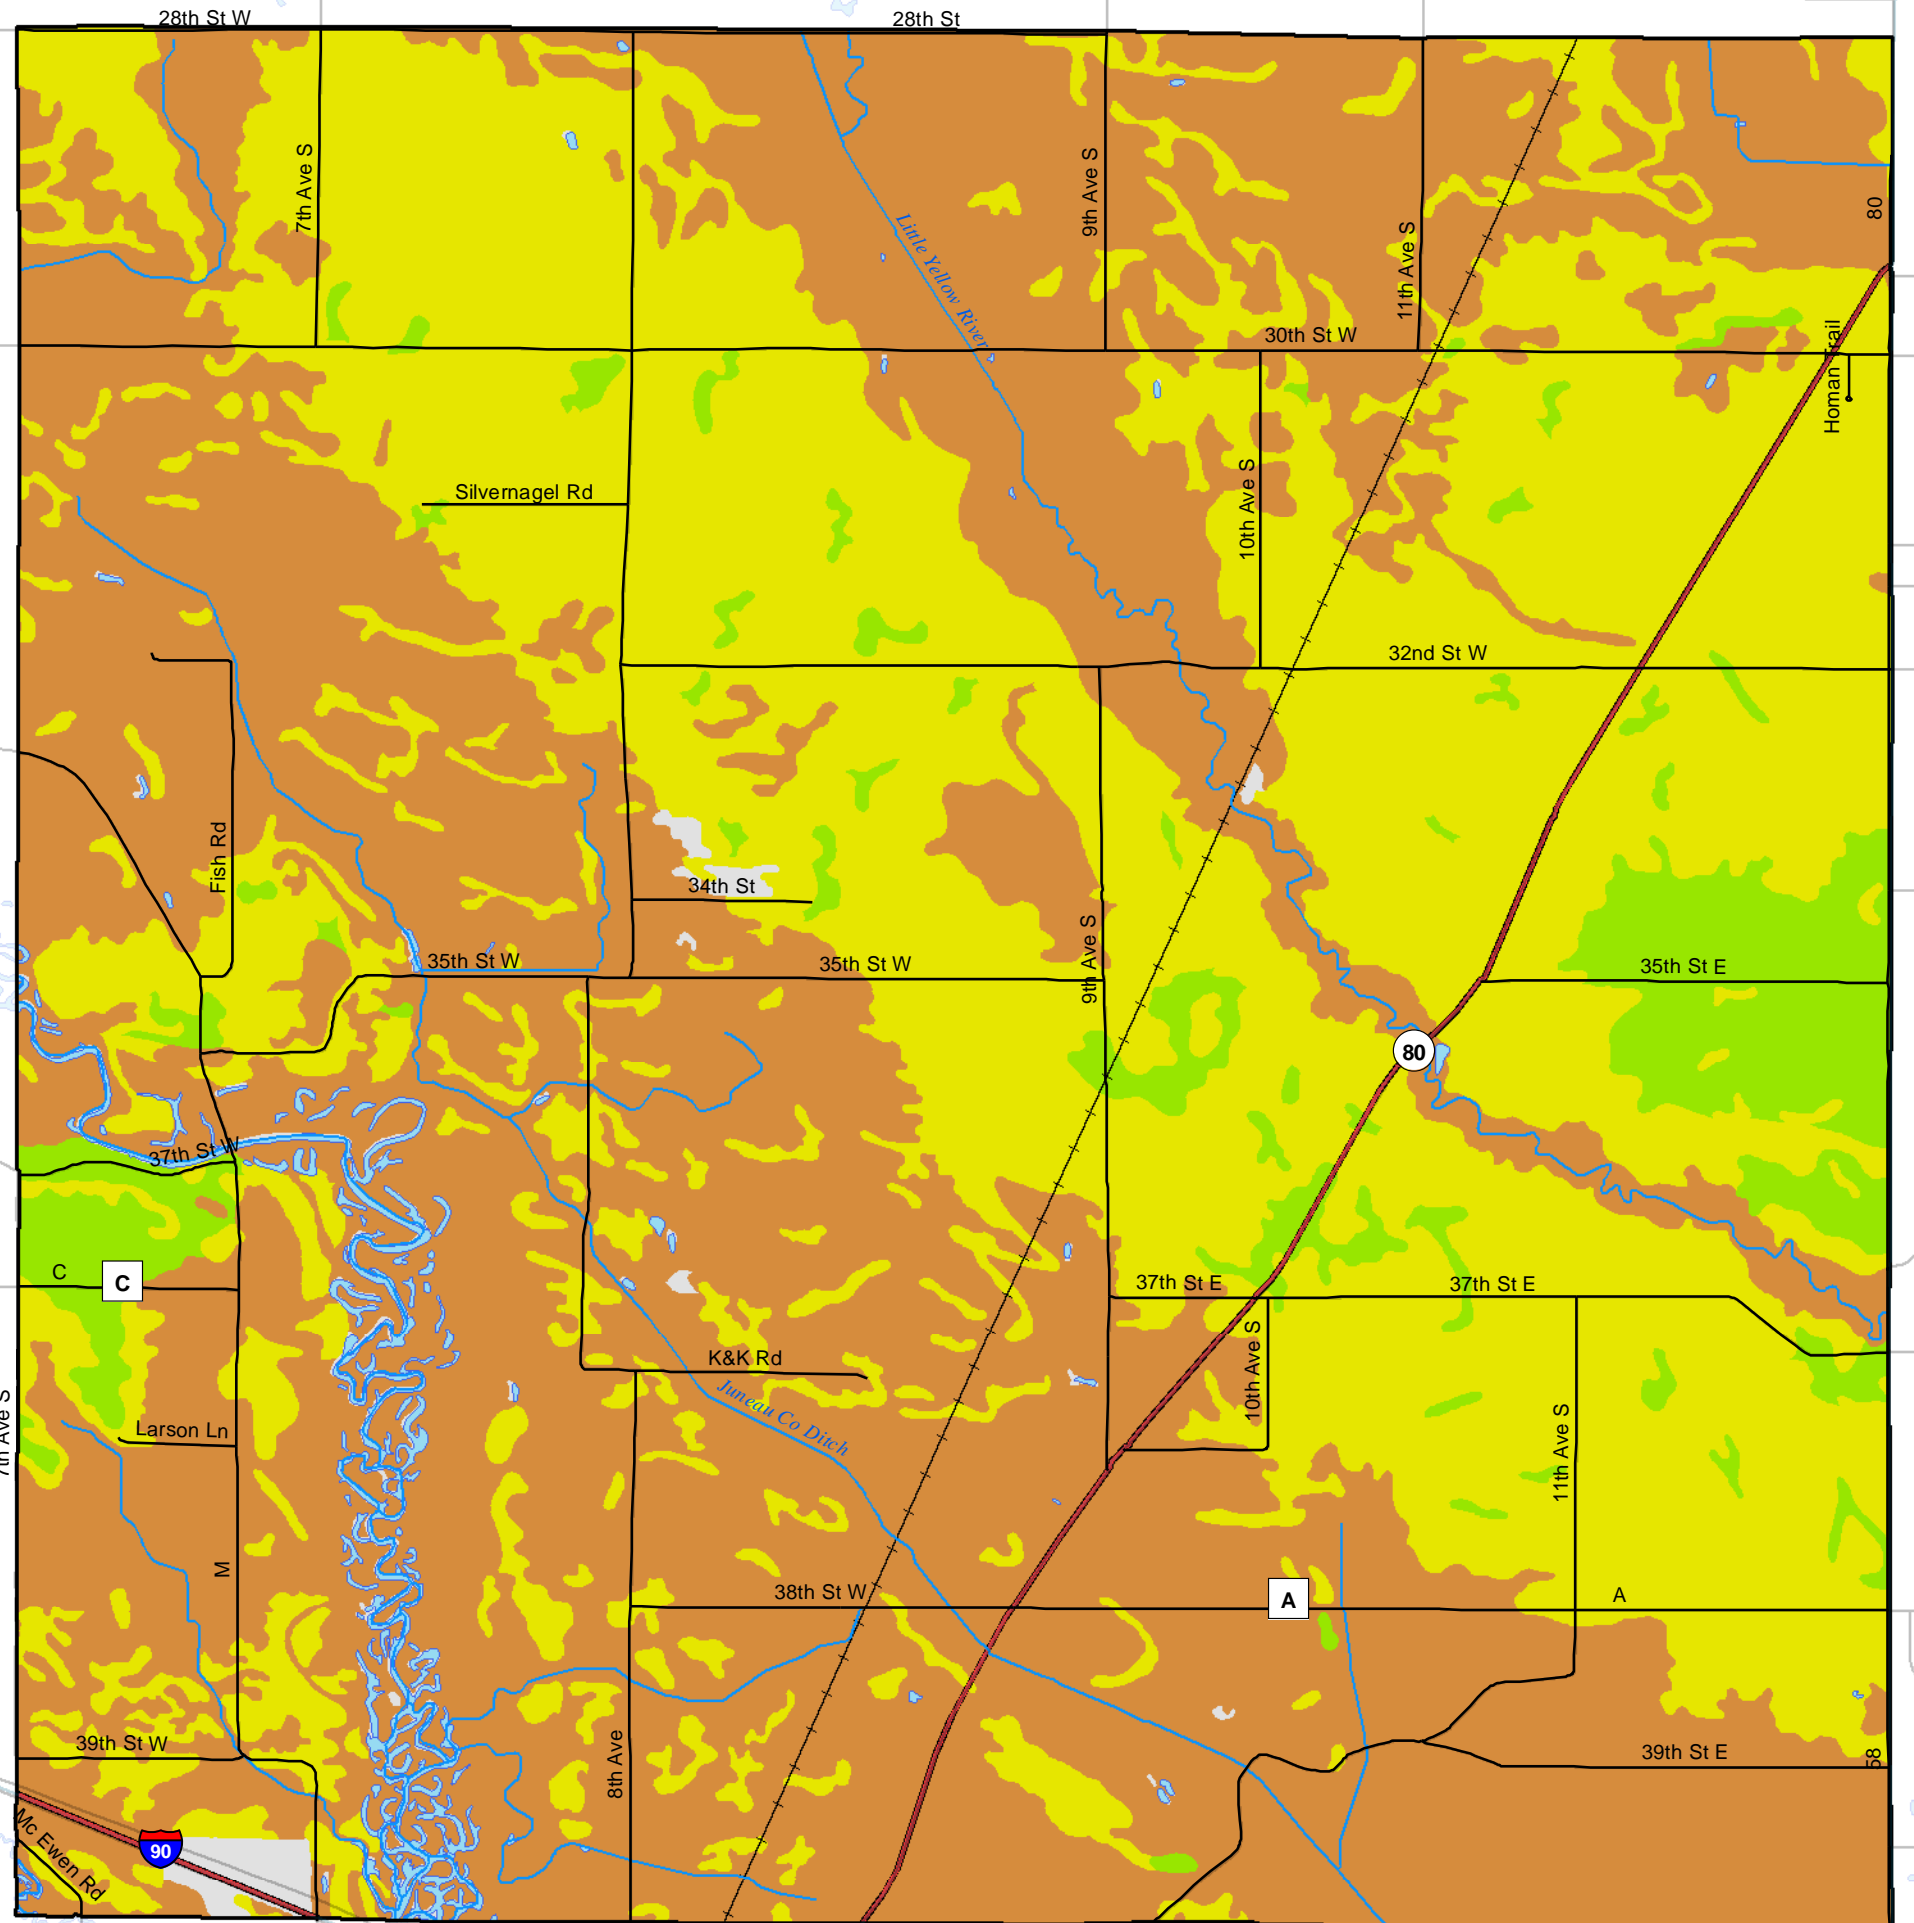 28th St W
28th St
7th Ave S
9th Ave S
11th Ave S
80
Little Yellow River
30th St W
Homan Trail
Silvernagel Rd
10th Ave S
32nd St W
Fish Rd
34th St
35th St W
35th St W
9th Ave S
35th St E
80
37th St W
C
C
37th St E
37th St E
10th Ave S
K&K Rd
Juneau Co Ditch
7th Ave S
Larson Ln
11th Ave S
M
38th St W
A
A
39th St W
8th Ave
39th St E
58
Mc Ewen Rd
90